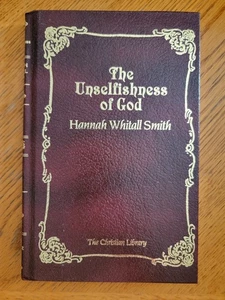 The
Unselfishness
of God
Hannah Whitall Smith
The Christian Library